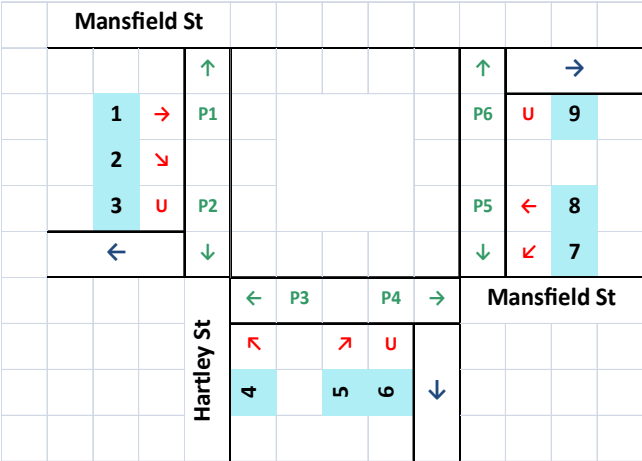 Mansfield St
↑ ↑ →
1 → P1 P6 U 9
2 ↘
3 U P2 P5 ← 8
← ↓ ↓ ↙ 7
← P3 P4 → Mansfield St
Hartley St
↖ ↗ U
4 5 6 ↓